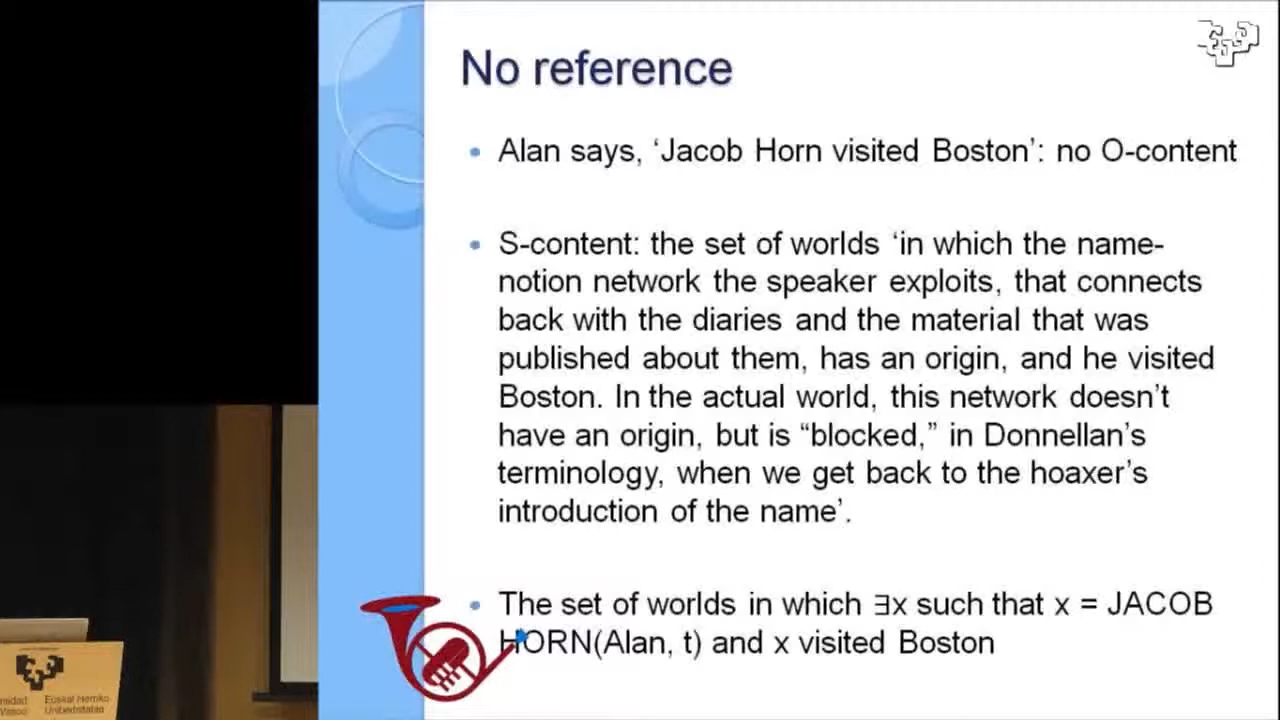 No reference
• Alan says, ‘Jacob Horn visited Boston’: no O-content
• S-content: the set of worlds ‘in which the name-
notion network the speaker exploits, that connects
back with the diaries and the material that was
published about them, has an origin, and he visited
Boston. In the actual world, this network doesn’t
have an origin, but is “blocked,” in Donnellan’s
terminology, when we get back to the hoaxer’s
introduction of the name’.
• The set of worlds in which ∃x such that x = JACOB
HORN(Alan, t) and x visited Boston
Euskal Herriko
Unibertsitatea